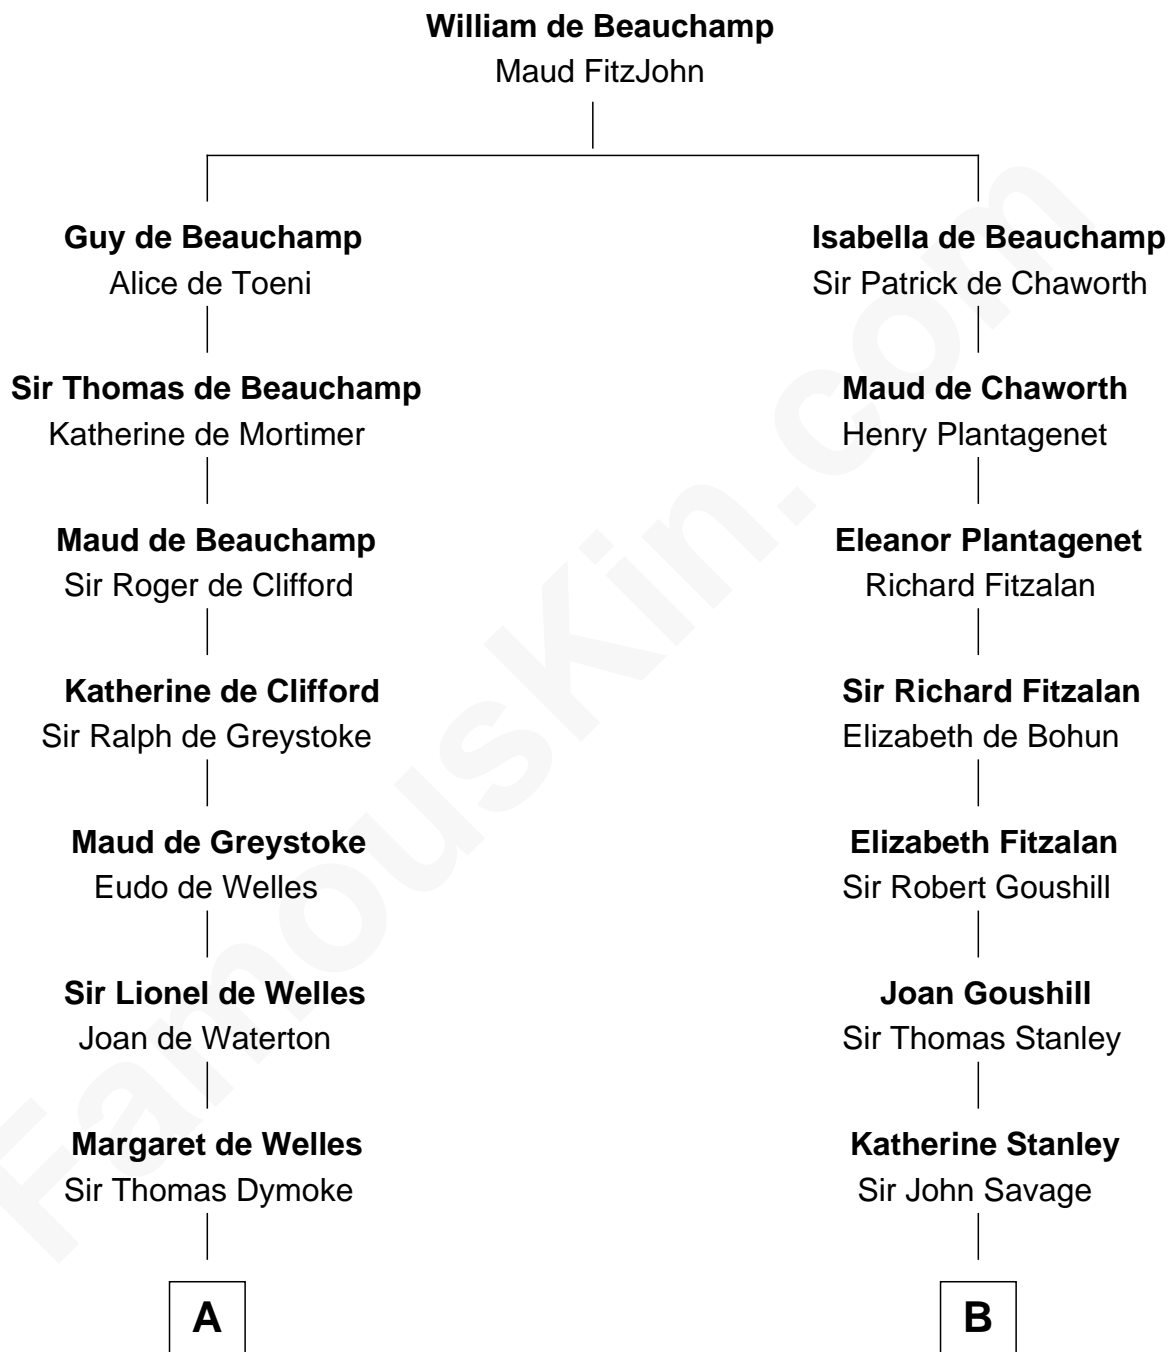 William de Beauchamp
Maud FitzJohn
Guy de Beauchamp
Alice de Toeni
Sir Thomas de Beauchamp
Katherine de Mortimer
Maud de Beauchamp
Sir Roger de Clifford
Katherine de Clifford
Sir Ralph de Greystoke
Maud de Greystoke
Eudo de Welles
Sir Lionel de Welles
Joan de Waterton
Margaret de Welles
Sir Thomas Dymoke
A
Isabella de Beauchamp
Sir Patrick de Chaworth
Maud de Chaworth
Henry Plantagenet
Eleanor Plantagenet
Richard Fitzalan
Sir Richard Fitzalan
Elizabeth de Bohun
Elizabeth Fitzalan
Sir Robert Goushill
Joan Goushill
Sir Thomas Stanley
Katherine Stanley
Sir John Savage
B
FamousKin.com